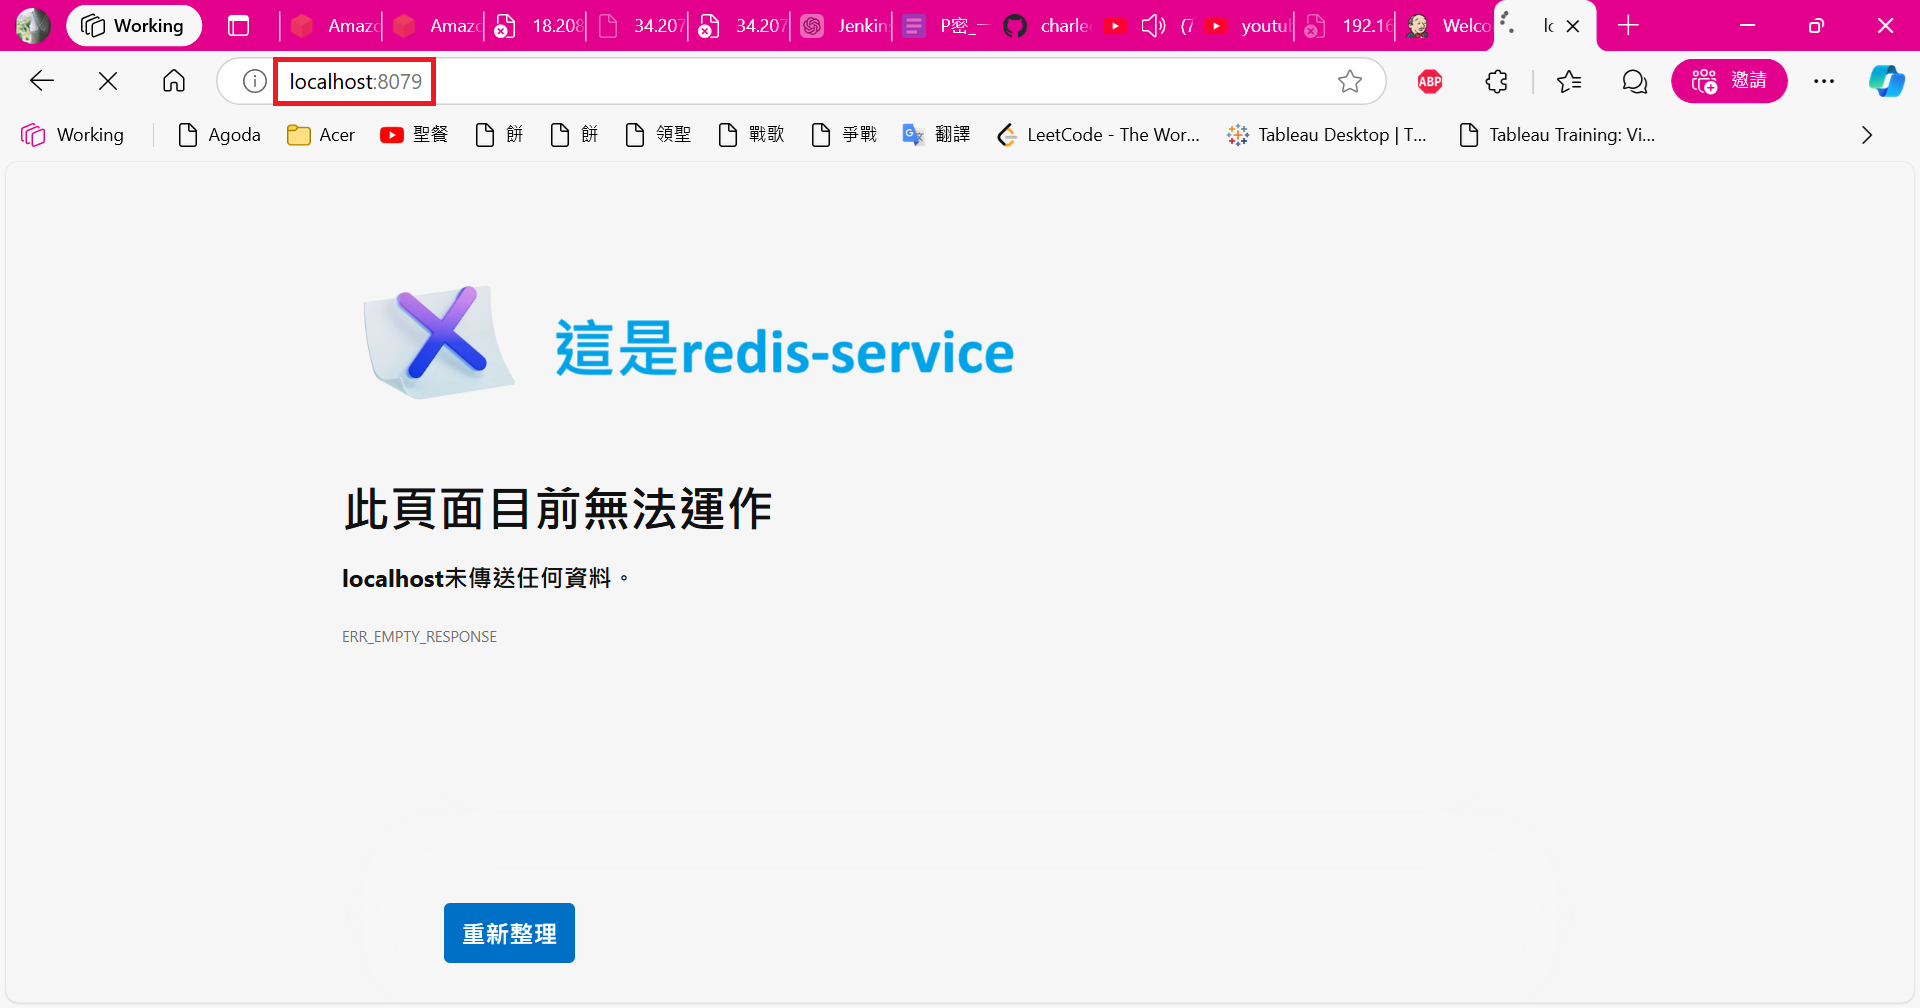 Working
Amazo
Amazo
18.208
34.207
34.207
Jenkin
P密_一
charle
(7
youtu
192.16
Welco
lo
localhost:8079
ABP
邀請
Working
Agoda
Acer
聖餐
餅
餅
領聖
戰歌
爭戰
翻譯
LeetCode - The Wor...
Tableau Desktop | T...
Tableau Training: Vi...
這是redis-service
此頁面目前無法運作
localhost未傳送任何資料。
ERR_EMPTY_RESPONSE
重新整理